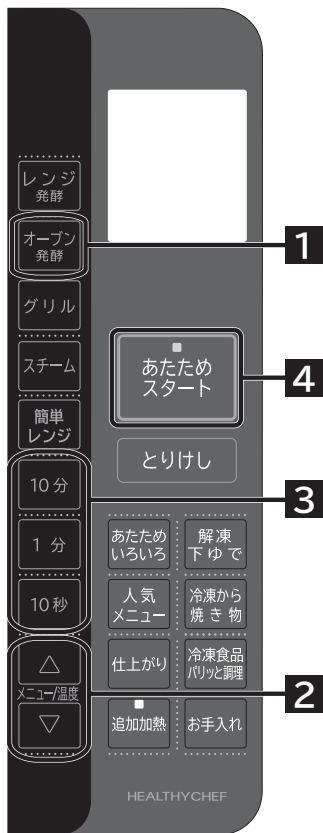 レンジ
発酵
オーブン
発酵
1
グリル
スチーム
あたため
スタート
4
簡単
レンジ
とりけし
10分
1分
10秒
3
あたため
いろいろ
解凍
下ゆで
人気
メニュー
冷凍から
焼き物
仕上がり
冷凍食品
パリッと調理
△
メニュー/温度
▽
2
追加加熱
お手入れ
HEALTHYCHEF